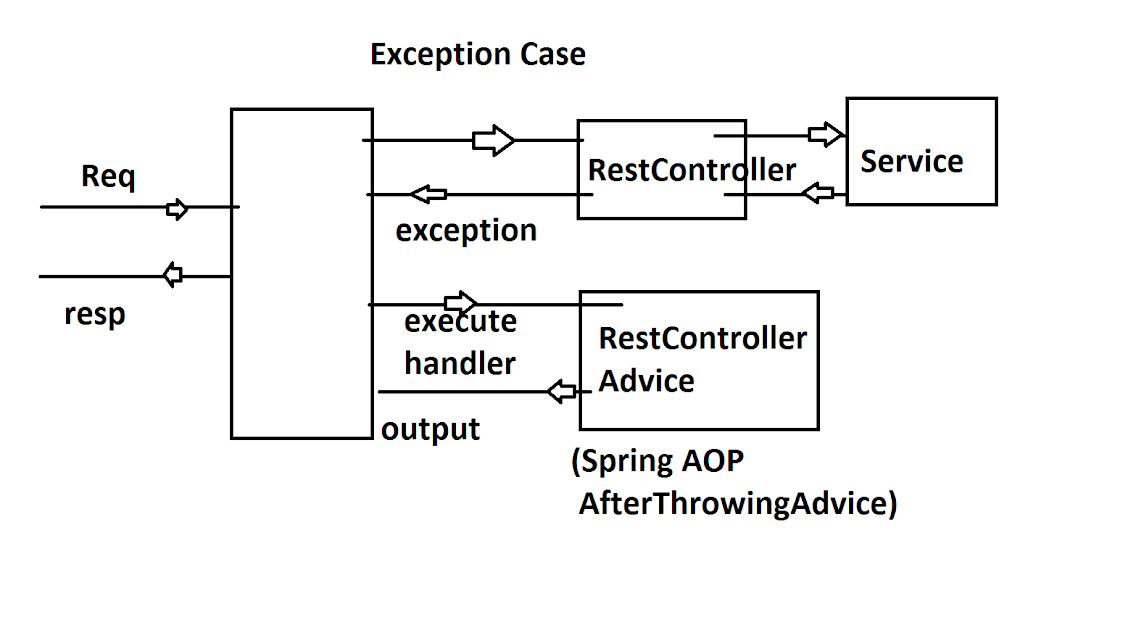 Exception Case
Req
RestController
Service
exception
resp
execute
handler
RestController
Advice
output
(Spring AOP
AfterThrowingAdvice)